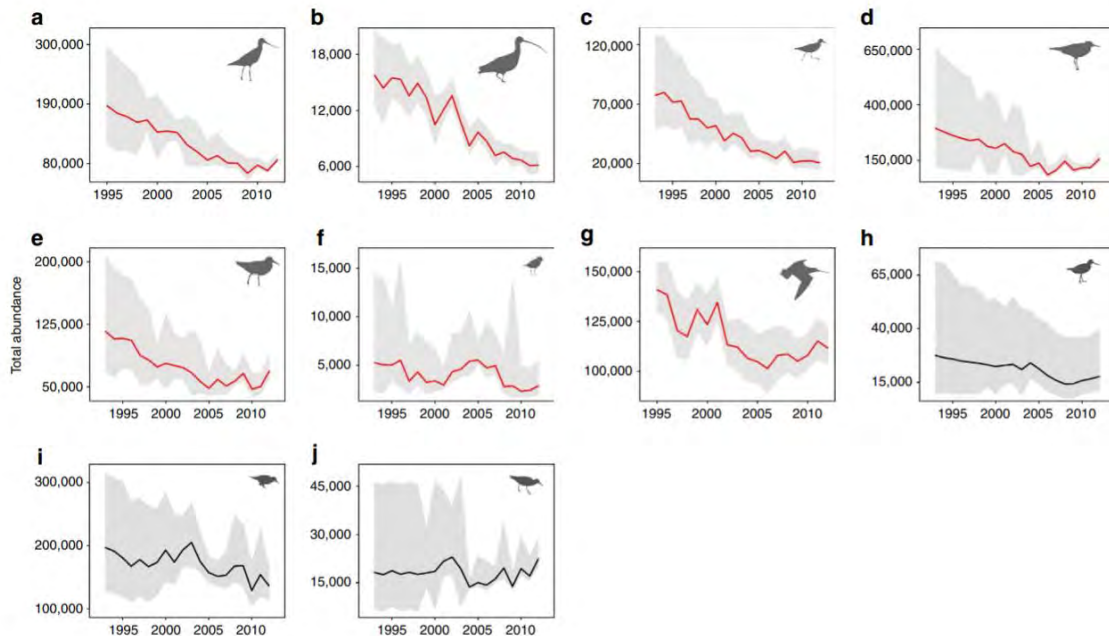 a
300,000
190,000
80,000
1995 2000 2005 2010
b
18,000
12,000
6,000
1995 2000 2005 2010
c
120,000
70,000
20,000
1995 2000 2005 2010
d
650,000
400,000
150,000
1995 2000 2005 2010
Total abundance
e
200,000
125,000
50,000
1995 2000 2005 2010
f
15,000
10,000
5,000
1995 2000 2005 2010
g
150,000
125,000
100,000
1995 2000 2005 2010
h
65,000
40,000
15,000
1995 2000 2005 2010
i
300,000
200,000
100,000
1995 2000 2005 2010
j
45,000
30,000
15,000
1995 2000 2005 2010